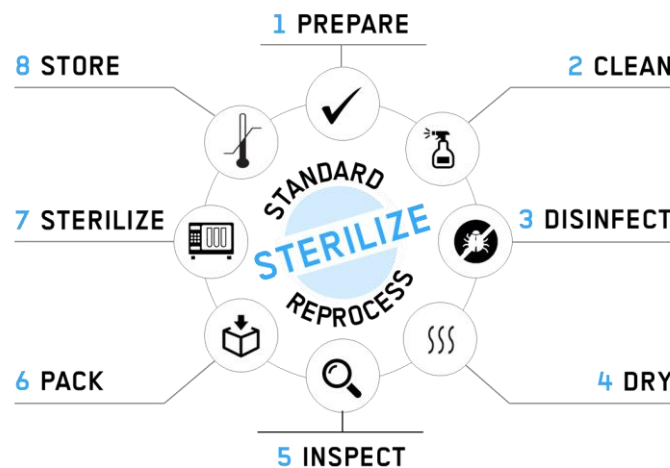 1 PREPARE
2 CLEAN
3 DISINFECT
4 DRY
5 INSPECT
6 PACK
7 STERILIZE
8 STORE
STANDARD
STERILIZE
REPROCESS